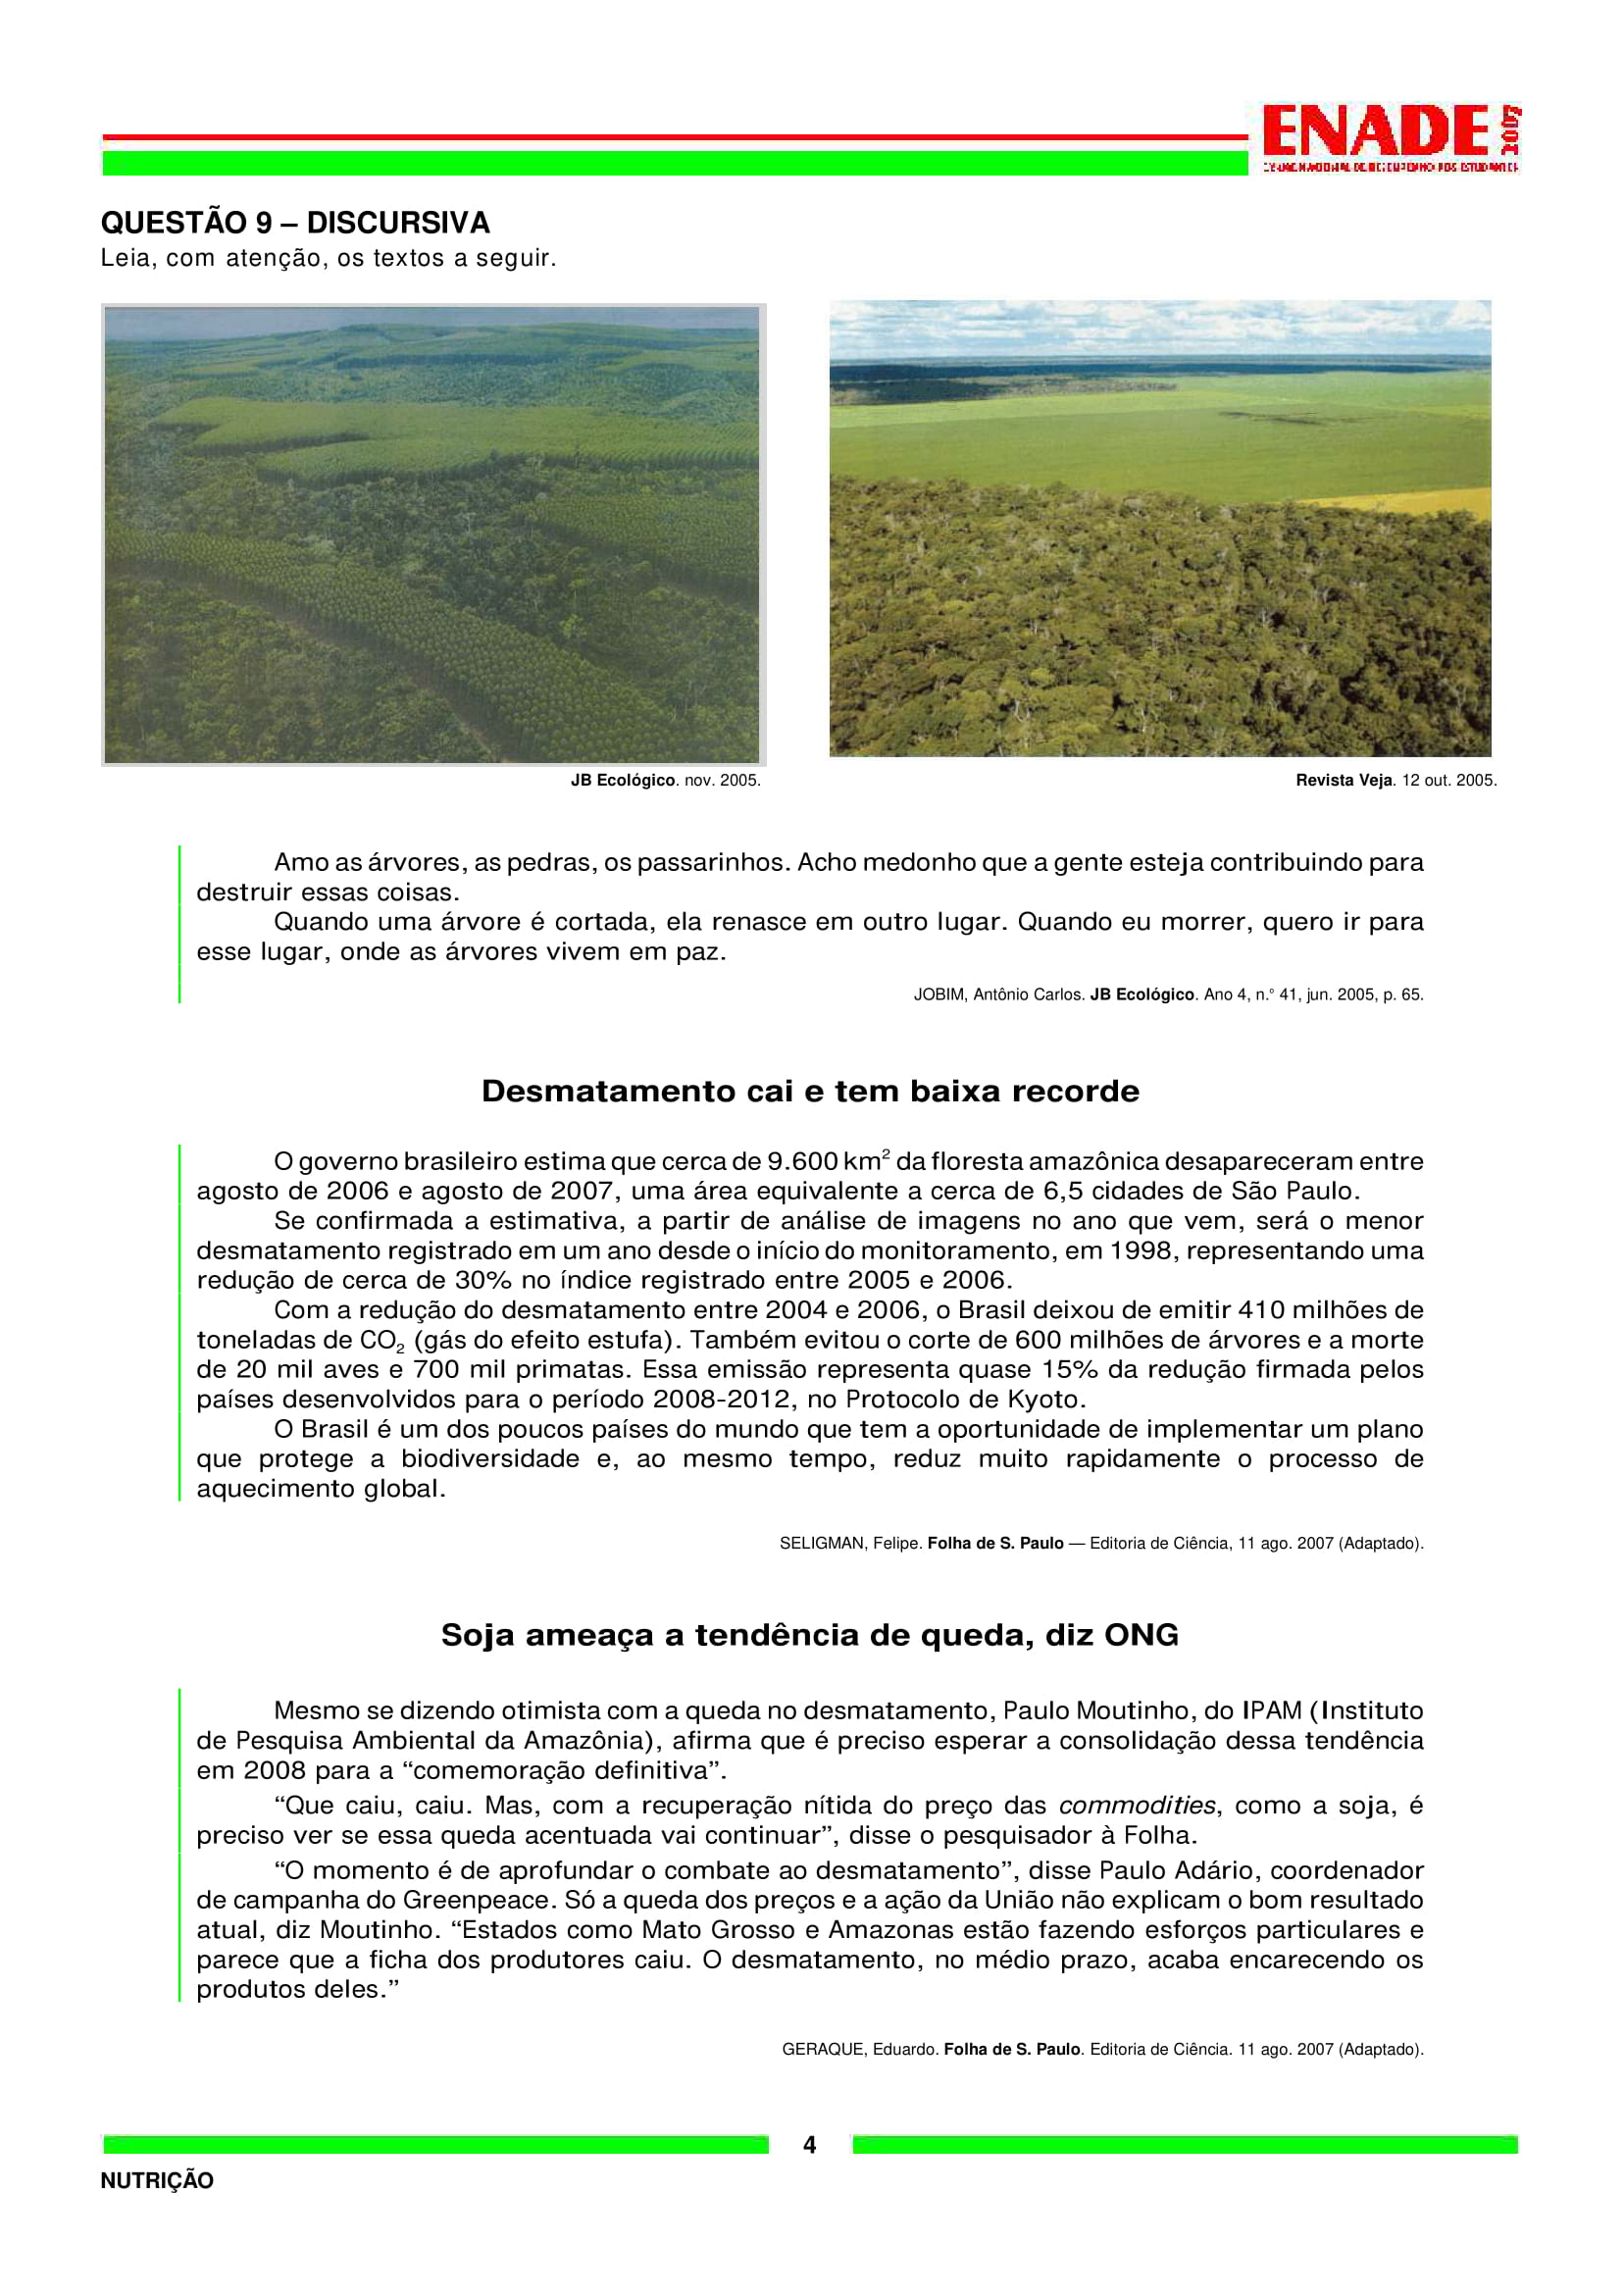 ENADE 2007
EXAME NACIONAL DE DESEMPENHO DOS ESTUDANTES
QUESTÃO 9 – DISCURSIVA
Leia, com atenção, os textos a seguir.
JB Ecológico. nov. 2005.
Revista Veja. 12 out. 2005.
Amo as árvores, as pedras, os passarinhos. Acho medonho que a gente esteja contribuindo para
destruir essas coisas.
Quando uma árvore é cortada, ela renasce em outro lugar. Quando eu morrer, quero ir para
esse lugar, onde as árvores vivem em paz.
JOBIM, Antônio Carlos. JB Ecológico. Ano 4, n.° 41, jun. 2005, p. 65.
Desmatamento cai e tem baixa recorde
O governo brasileiro estima que cerca de 9.600 km² da floresta amazônica desapareceram entre
agosto de 2006 e agosto de 2007, uma área equivalente a cerca de 6,5 cidades de São Paulo.
Se confirmada a estimativa, a partir de análise de imagens no ano que vem, será o menor
desmatamento registrado em um ano desde o início do monitoramento, em 1998, representando uma
redução de cerca de 30% no índice registrado entre 2005 e 2006.
Com a redução do desmatamento entre 2004 e 2006, o Brasil deixou de emitir 410 milhões de
toneladas de CO₂ (gás do efeito estufa). Também evitou o corte de 600 milhões de árvores e a morte
de 20 mil aves e 700 mil primatas. Essa emissão representa quase 15% da redução firmada pelos
países desenvolvidos para o período 2008-2012, no Protocolo de Kyoto.
O Brasil é um dos poucos países do mundo que tem a oportunidade de implementar um plano
que protege a biodiversidade e, ao mesmo tempo, reduz muito rapidamente o processo de
aquecimento global.
SELIGMAN, Felipe. Folha de S. Paulo — Editoria de Ciência, 11 ago. 2007 (Adaptado).
Soja ameaça a tendência de queda, diz ONG
Mesmo se dizendo otimista com a queda no desmatamento, Paulo Moutinho, do IPAM (Instituto
de Pesquisa Ambiental da Amazônia), afirma que é preciso esperar a consolidação dessa tendência
em 2008 para a “comemoração definitiva”.
“Que caiu, caiu. Mas, com a recuperação nítida do preço das commodities, como a soja, é
preciso ver se essa queda acentuada vai continuar”, disse o pesquisador à Folha.
“O momento é de aprofundar o combate ao desmatamento”, disse Paulo Adário, coordenador
de campanha do Greenpeace. Só a queda dos preços e a ação da União não explicam o bom resultado
atual, diz Moutinho. “Estados como Mato Grosso e Amazonas estão fazendo esforços particulares e
parece que a ficha dos produtores caiu. O desmatamento, no médio prazo, acaba encarecendo os
produtos deles.”
GERAQUE, Eduardo. Folha de S. Paulo. Editoria de Ciência. 11 ago. 2007 (Adaptado).
4
NUTRIÇÃO